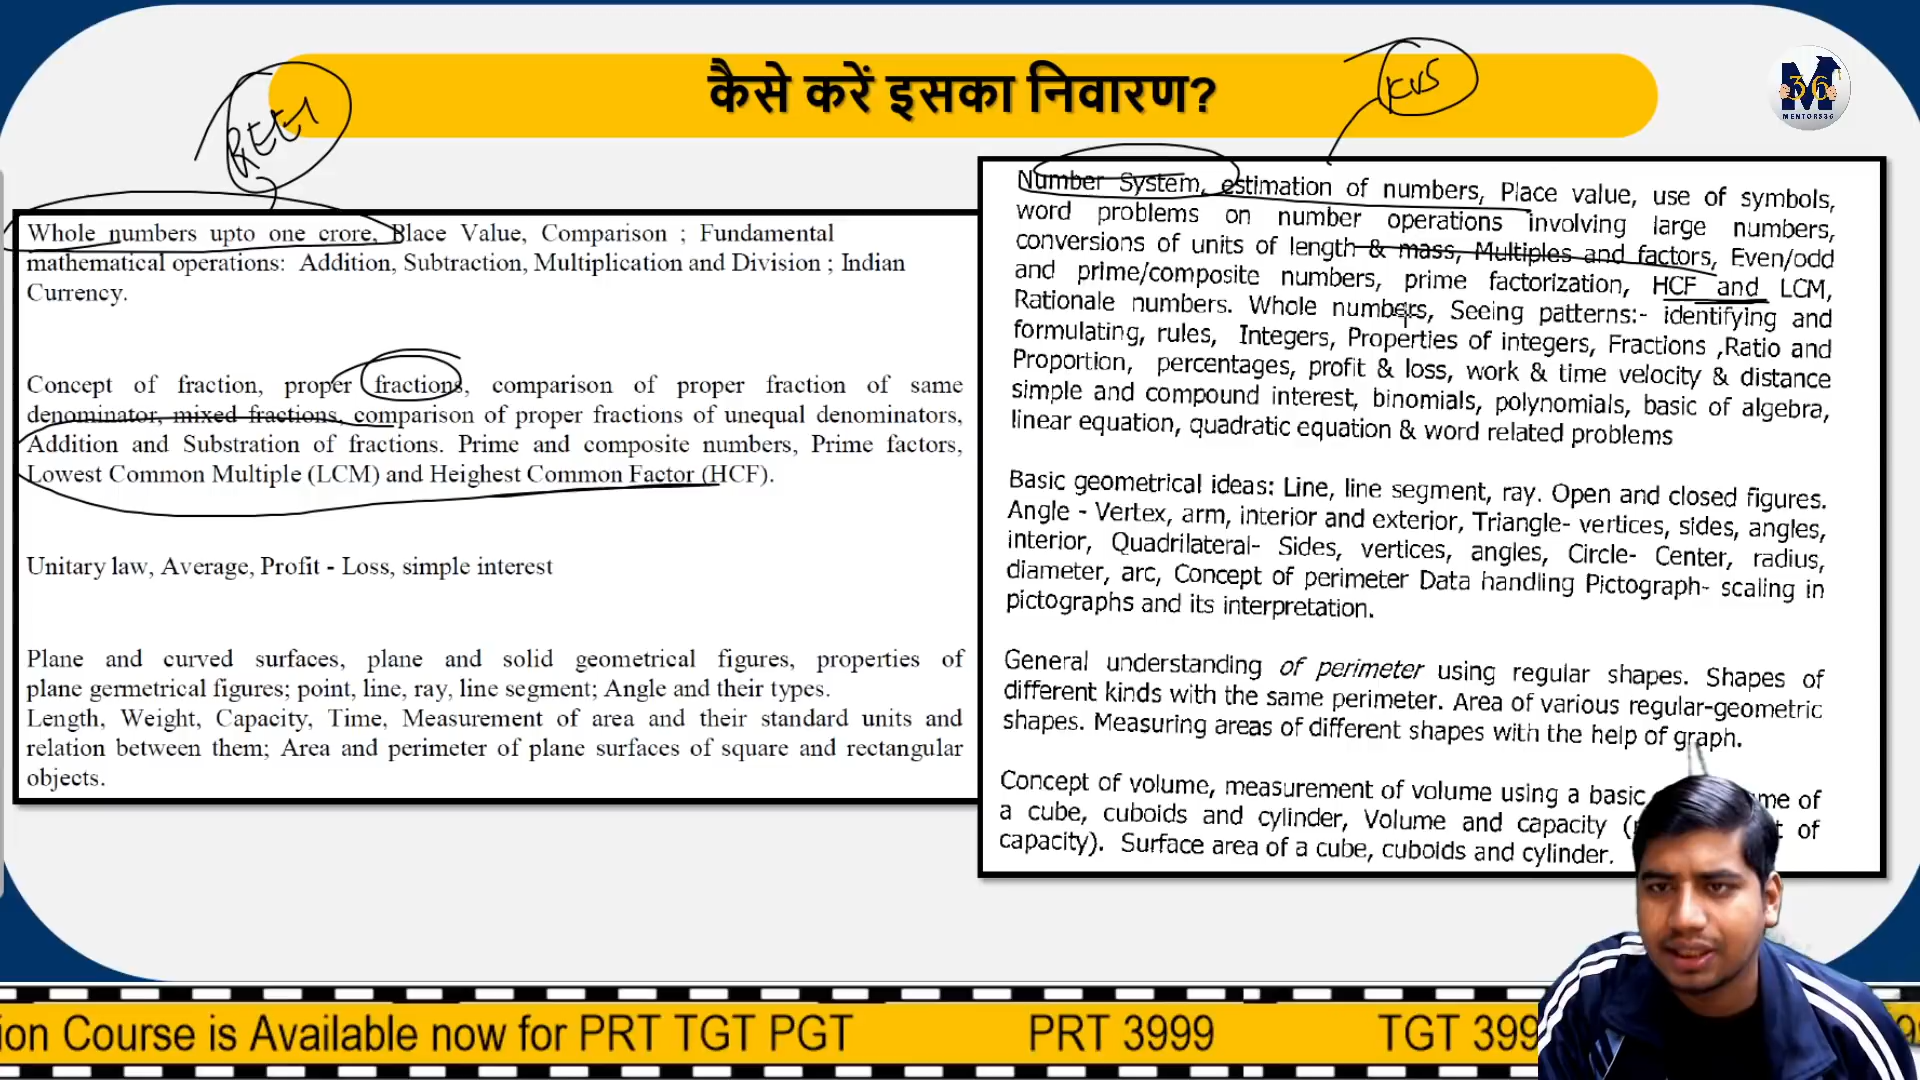 कैसे करें इसका निवारण?
KVS
36
MENTORS36
Whole numbers upto one crore, Place Value, Comparison ; Fundamental
mathematical operations: Addition, Subtraction, Multiplication and Division ; Indian
Currency.
Concept of fraction, proper fractions, comparison of proper fraction of same
denominator, mixed fractions, comparison of proper fractions of unequal denominators,
Addition and Substration of fractions. Prime and composite numbers, Prime factors,
Lowest Common Multiple (LCM) and Heighest Common Factor (HCF).
Unitary law, Average, Profit - Loss, simple interest
Plane and curved surfaces, plane and solid geometrical figures, properties of
plane germetrical figures; point, line, ray, line segment; Angle and their types.
Length, Weight, Capacity, Time, Measurement of area and their standard units and
relation between them; Area and perimeter of plane surfaces of square and rectangular
objects.
Number System, estimation of numbers, Place value, use of symbols,
word problems on number operations involving large numbers,
conversions of units of length & mass, Multiples and factors, Even/odd
and prime/composite numbers, prime factorization, HCF and LCM,
Rationale numbers. Whole numbers, Seeing patterns:- identifying and
formulating, rules, Integers, Properties of integers, Fractions ,Ratio and
Proportion, percentages, profit & loss, work & time velocity & distance
simple and compound interest, binomials, polynomials, basic of algebra,
linear equation, quadratic equation & word related problems
Basic geometrical ideas: Line, line segment, ray. Open and closed figures.
Angle - Vertex, arm, interior and exterior, Triangle- vertices, sides, angles,
interior, Quadrilateral- Sides, vertices, angles, Circle- Center, radius,
diameter, arc, Concept of perimeter Data handling Pictograph- scaling in
pictographs and its interpretation.
General understanding of perimeter using regular shapes. Shapes of
different kinds with the same perimeter. Area of various regular-geometric
shapes. Measuring areas of different shapes with the help of graph.
Concept of volume, measurement of volume using a basic of
a cube, cuboids and cylinder, Volume and capacity of
capacity). Surface area of a cube, cuboids and cylinder.
ion Course is Available now for PRT TGT PGT PRT 3999 TGT 399